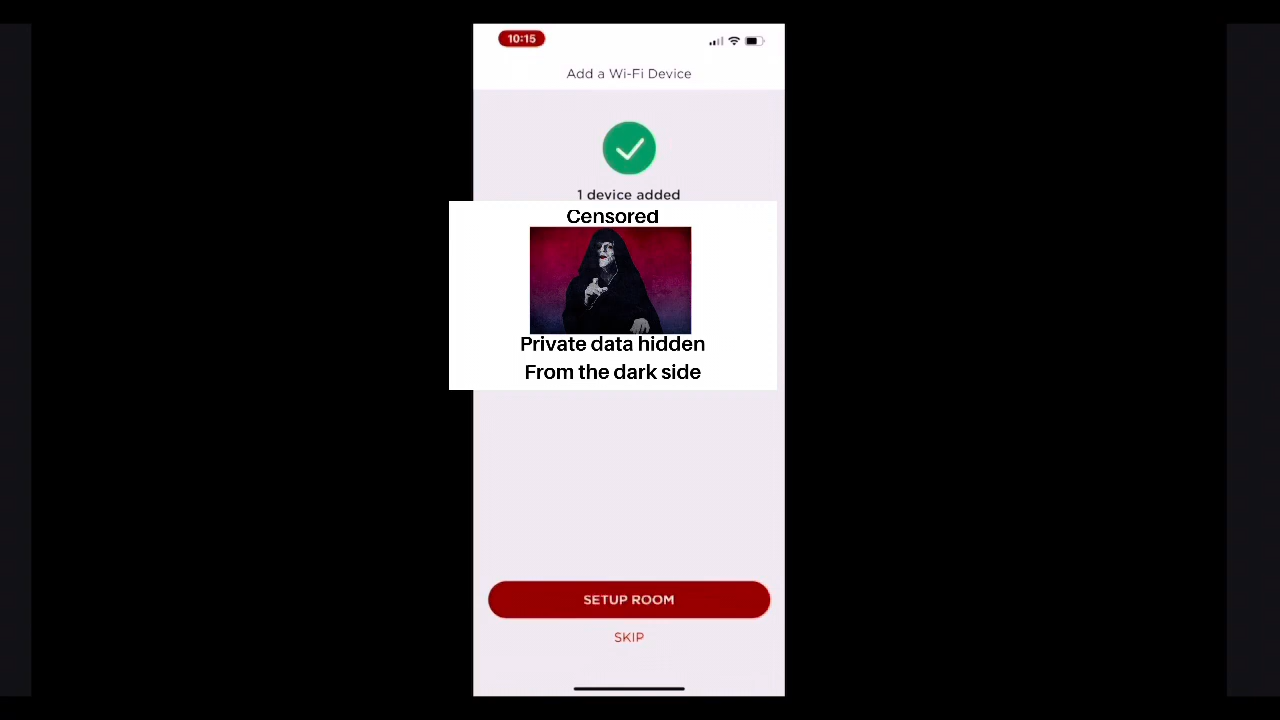 10:15
Add a Wi-Fi Device
1 device added
Censored
Private data hidden
From the dark side
SETUP ROOM
SKIP